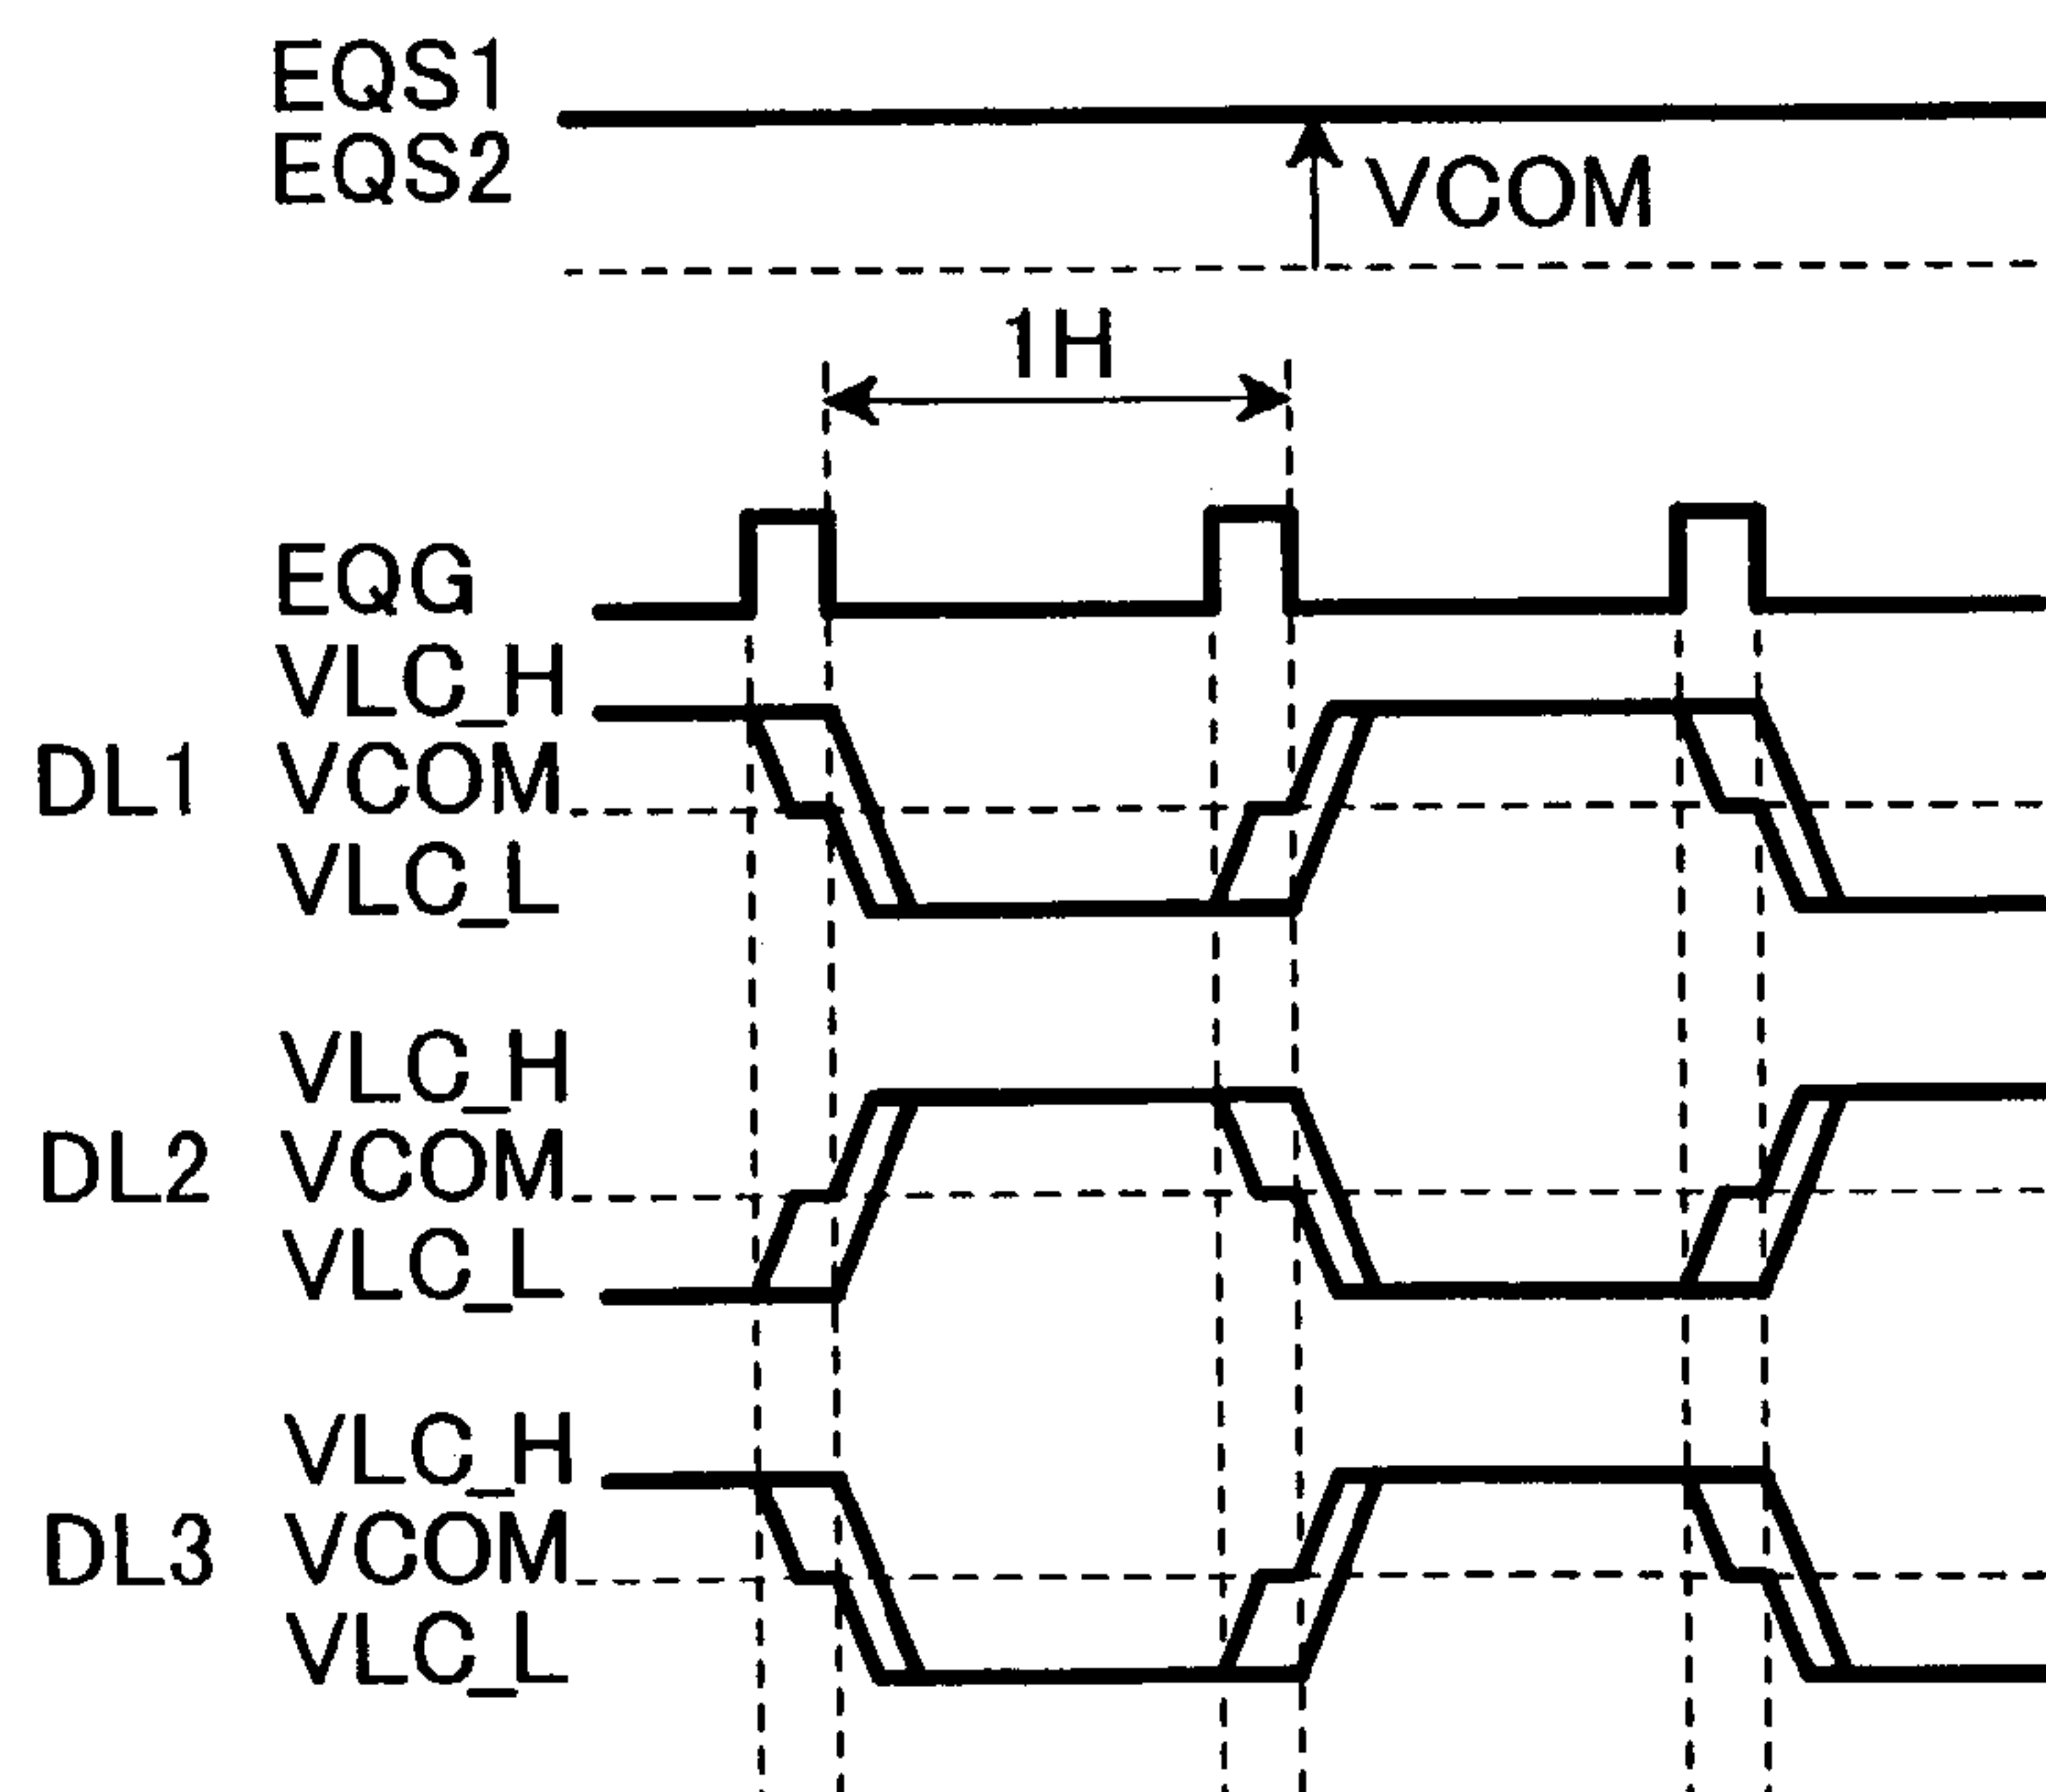 EQS1
EQS2
VCOM
1H
EQG
VLC_H
DL1 VCOM
VLC_L
VLC_H
DL2 VCOM
VLC_L
VLC_H
DL3 VCOM
VLC_L